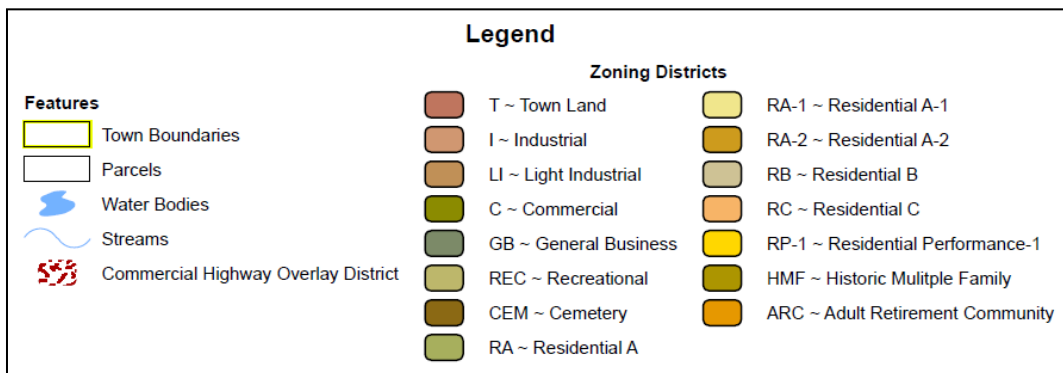 Legend
Features
Town Boundaries
Parcels
Water Bodies
Streams
Commercial Highway Overlay District
Zoning Districts
T ~ Town Land
I ~ Industrial
LI ~ Light Industrial
C ~ Commercial
GB ~ General Business
REC ~ Recreational
CEM ~ Cemetery
RA ~ Residential A
RA-1 ~ Residential A-1
RA-2 ~ Residential A-2
RB ~ Residential B
RC ~ Residential C
RP-1 ~ Residential Performance-1
HMF ~ Historic Mulitple Family
ARC ~ Adult Retirement Community